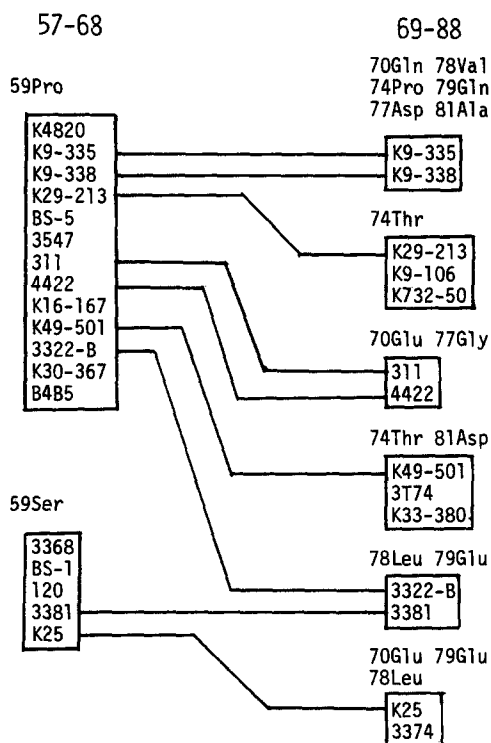 57-68
59Pro
K4820
K9-335
K9-338
K29-213
BS-5
3547
311
4422
K16-167
K49-501
3322-B
K30-367
B4B5
59Ser
3368
BS-1
120
3381
K25
69-88
70Gln 78Val
74Pro 79Gln
77Asp 81Ala
K9-335
K9-338
74Thr
K29-213
K9-106
K732-50
70Glu 77Gly
311
4422
74Thr 81Asp
K49-501
3T74
K33-380
78Leu 79Glu
3322-B
3381
70Glu 79Glu
78Leu
K25
3374